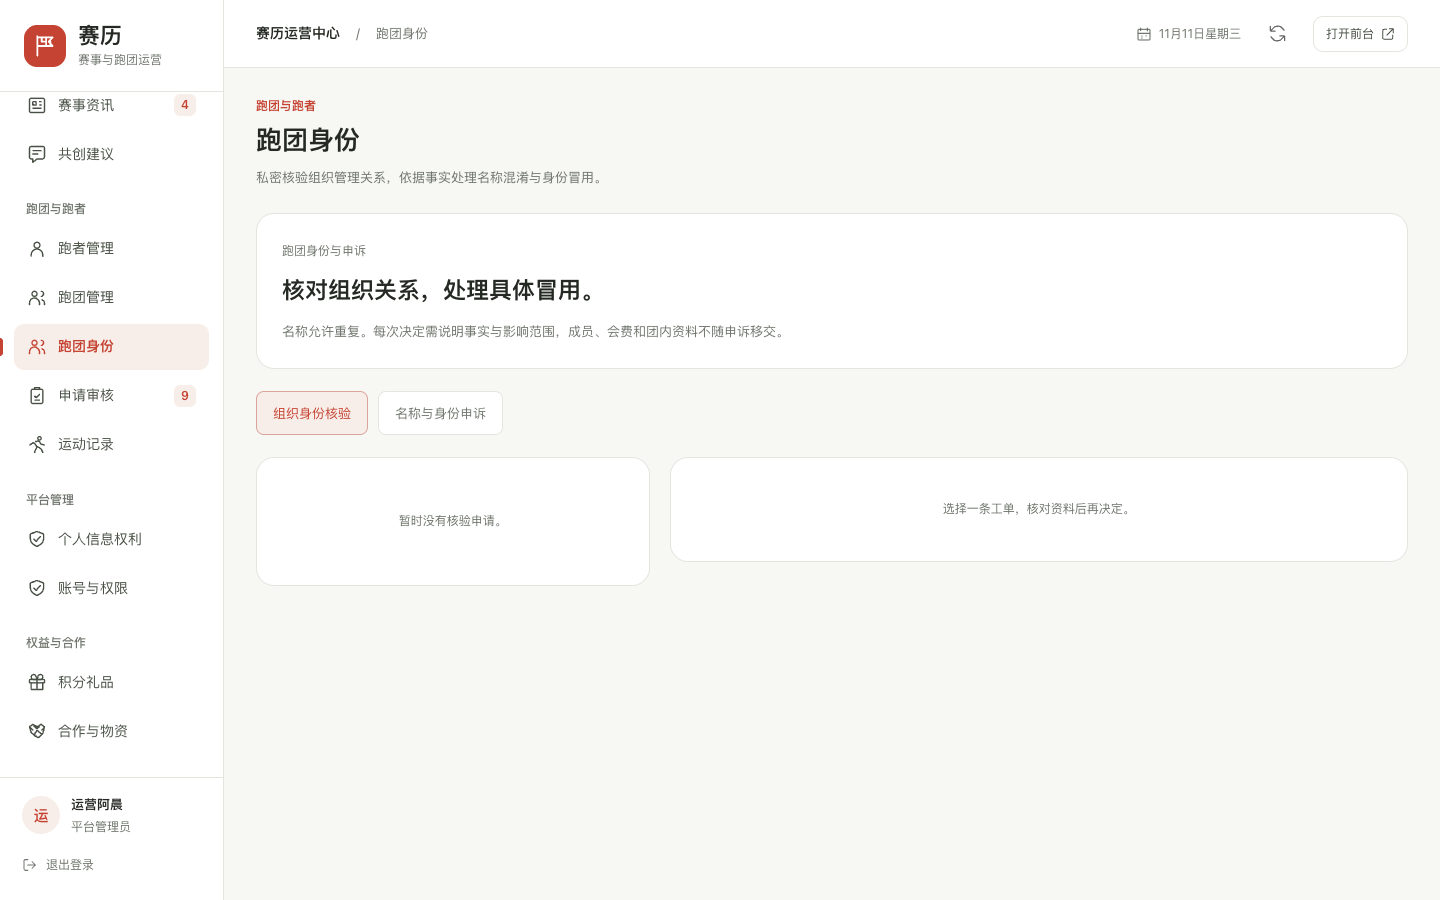 赛历
赛事与跑团运营
赛事资讯 4
共创建议
跑团与跑者
跑者管理
跑团管理
跑团身份
申请审核 9
运动记录
平台管理
个人信息权利
账号与权限
权益与合作
积分礼品
合作与物资
运
运营阿晨
平台管理员
退出登录
赛历运营中心 / 跑团身份
11月11日星期三
打开前台
跑团与跑者
跑团身份
私密核验组织管理关系，依据事实处理名称混淆与身份冒用。
跑团身份与申诉
核对组织关系，处理具体冒用。
名称允许重复。每次决定需说明事实与影响范围，成员、会费和团内资料不随申诉移交。
组织身份核验
名称与身份申诉
暂时没有核验申请。
选择一条工单，核对资料后再决定。